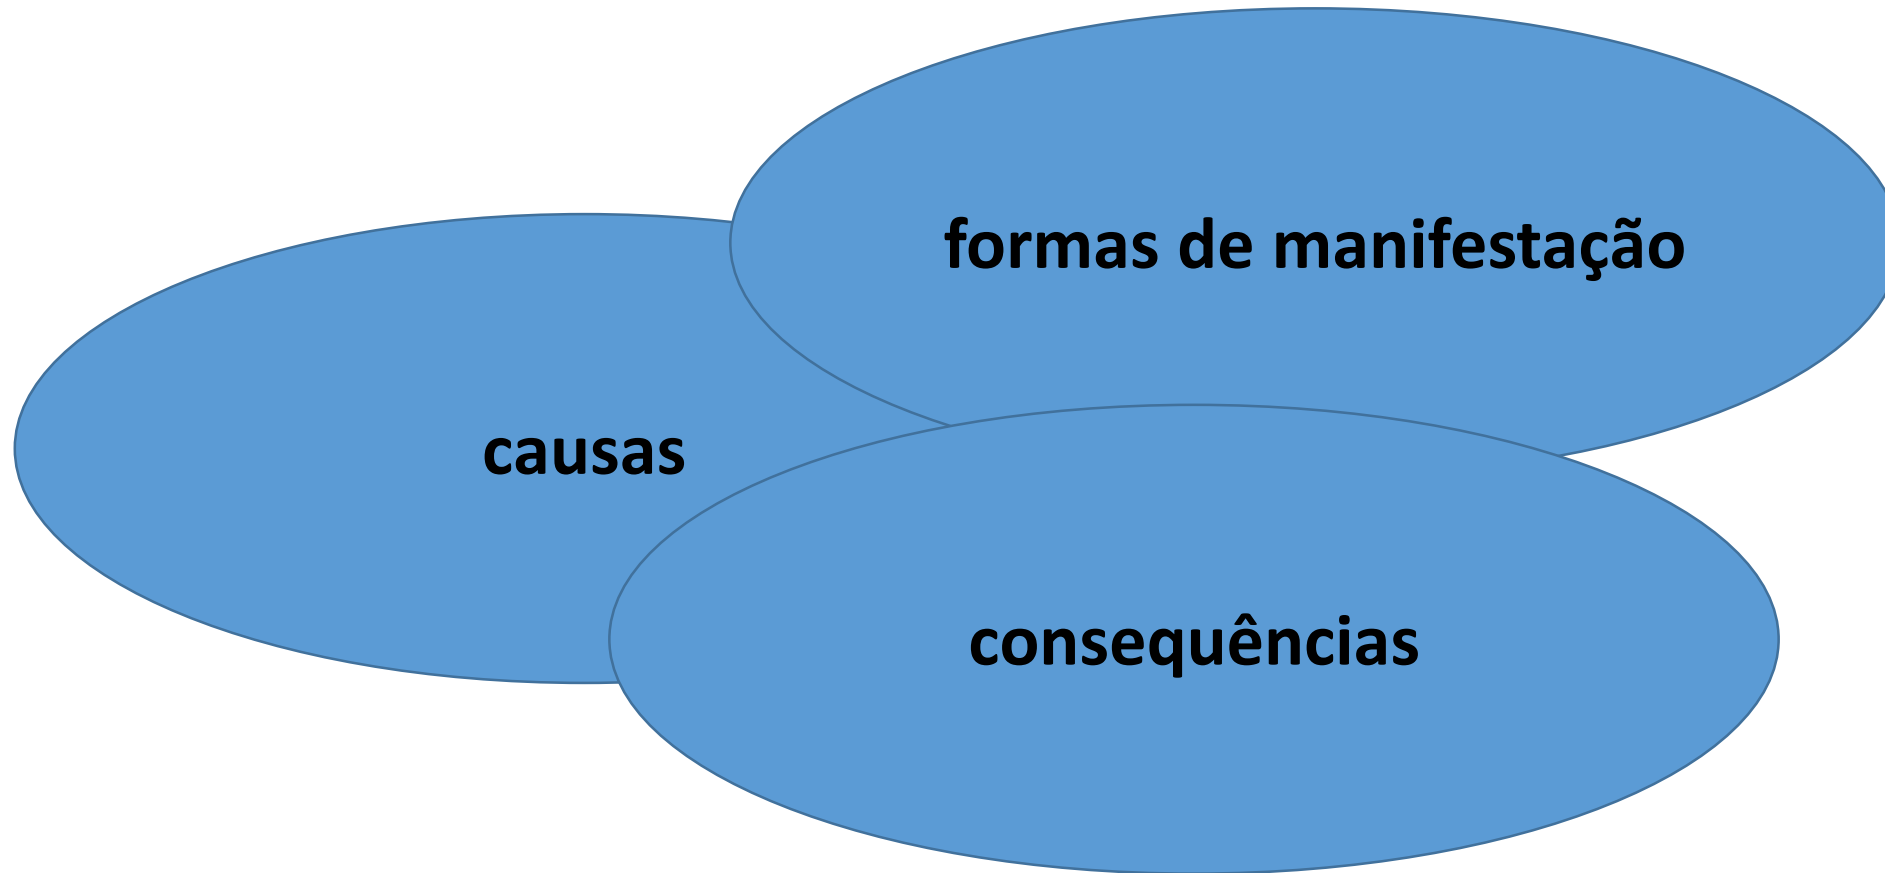 formas de manifestação
causas
consequências